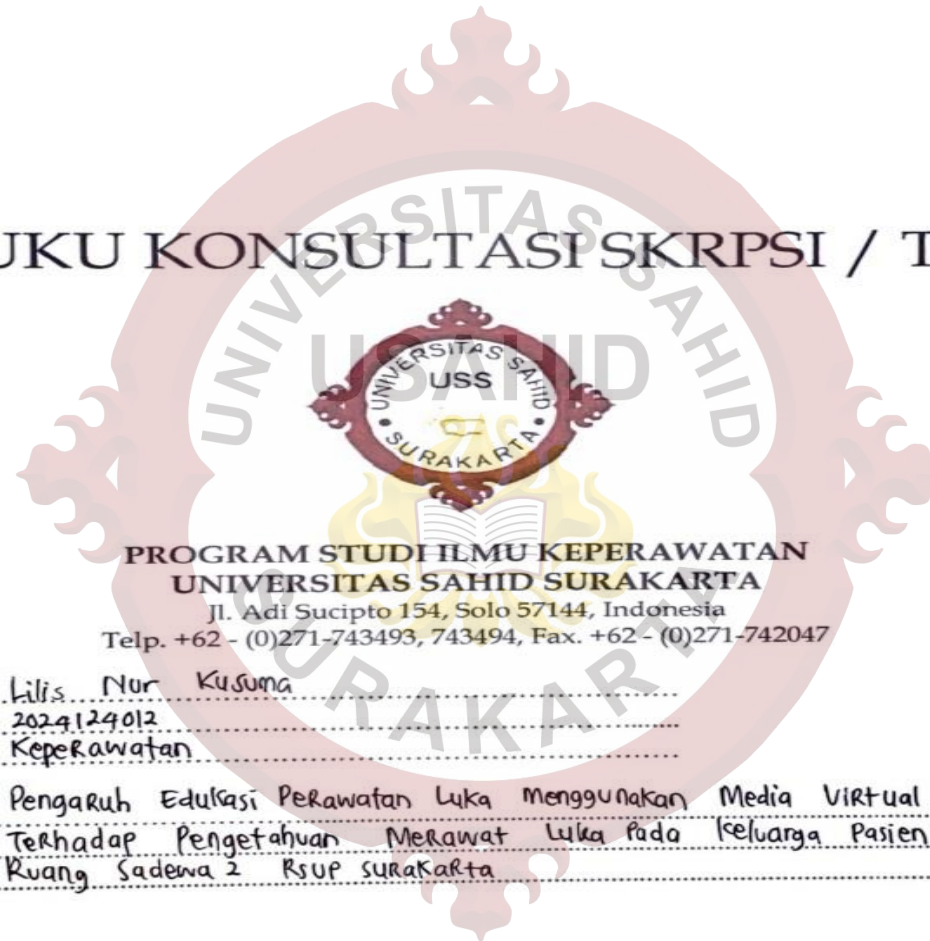 UKU KONSULTASI SKRPSI / T
UNIVERSITAS SAHID
USAHID
SURAKARTA
UNIVERSITAS SAHID
USS
SURAKARTA
PROGRAM STUDI ILMU KEPERAWATAN
UNIVERSITAS SAHID SURAKARTA
Jl. Adi Sucipto 154, Solo 57144, Indonesia
Telp. +62 - (0)271-743493, 743494, Fax. +62 - (0)271-742047
Lilis Nur Kusuma
2024124012
Keperawatan
Pengaruh Edukasi Perawatan Luka Menggunakan Media Virtual
Terhadap Pengetahuan Merawat Luka Pada Keluarga Pasien
Ruang Sadewa 2 RSUP Surakarta